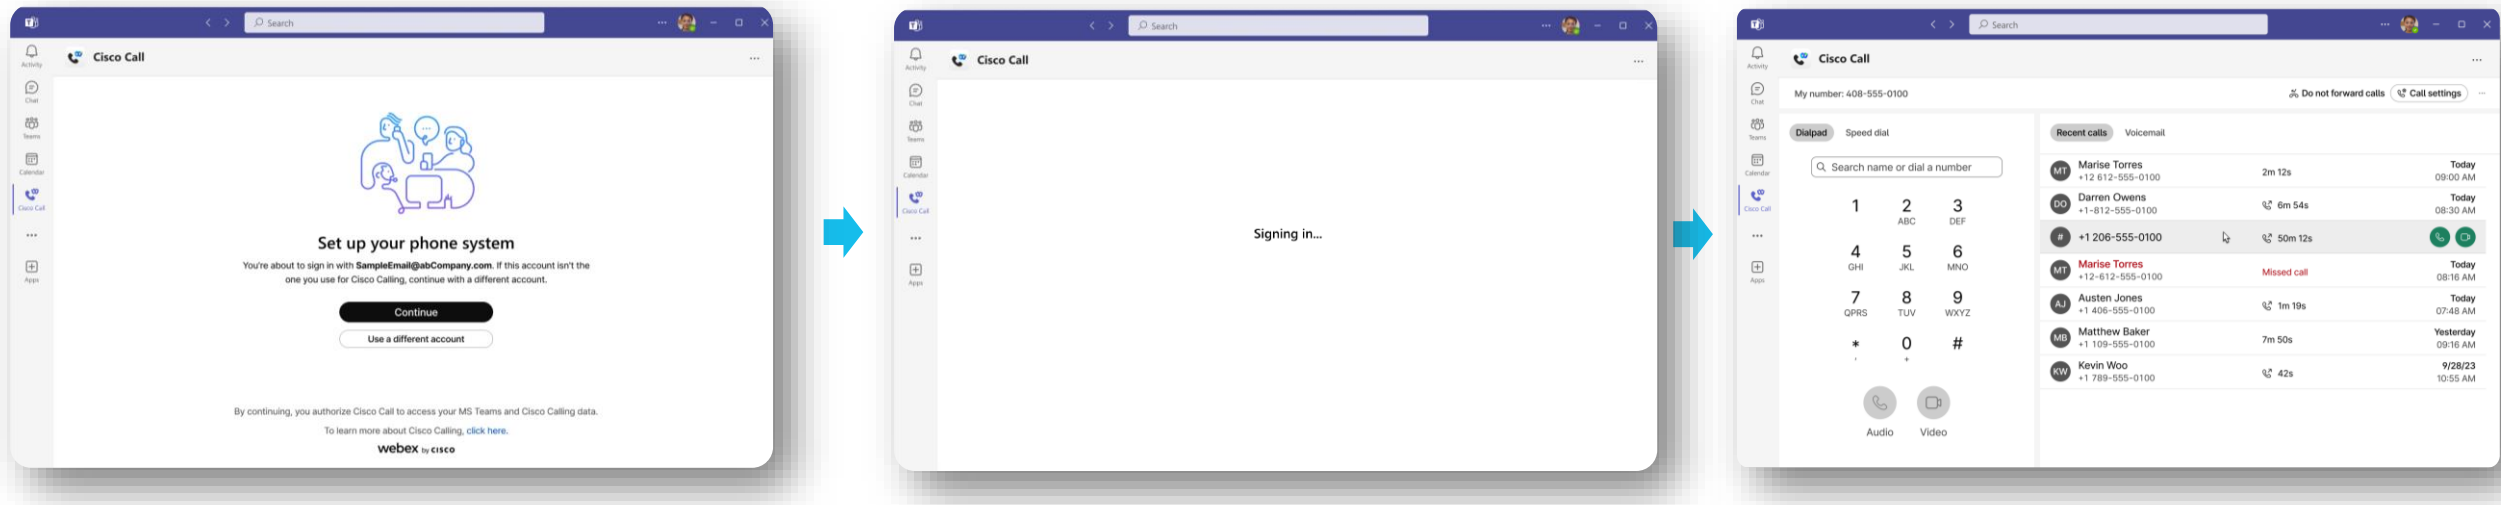 Search
Activity
Cisco Call
Chat
Teams
Calendar
Cisco Call
Apps
Set up your phone system
You're about to sign in with SampleEmail@abCompany.com. If this account isn't the
one you use for Cisco Calling, continue with a different account.
Continue
Use a different account
By continuing, you authorize Cisco Call to access your MS Teams and Cisco Calling data.
To learn more about Cisco Calling, click here.
webex by CISCO
Search
Activity
Cisco Call
Chat
Teams
Calendar
Cisco Call
Apps
Signing in...
Search
Activity
Cisco Call
Chat
Teams
Calendar
Cisco Call
Apps
My number: 408-555-0100
Do not forward calls
Call settings
Dialpad Speed dial
Search name or dial a number
1 2 3
ABC DEF
4 5 6
GHI JKL MNO
7 8 9
QPRS TUV WXYZ
* 0 #
, +
Audio Video
Recent calls Voicemail
MT Marise Torres 2m 12s Today
+12 612-555-0100 09:00 AM
DO Darren Owens 6m 54s Today
+1-812-555-0100 08:30 AM
# +1 206-555-0100 50m 12s
MT Marise Torres Missed call Today
+12-612-555-0100 08:16 AM
AJ Austen Jones 1m 19s Today
+1 406-555-0100 07:48 AM
MB Matthew Baker 7m 50s Yesterday
+1 109-555-0100 09:16 AM
KW Kevin Woo 42s 9/28/23
+1 789-555-0100 10:55 AM